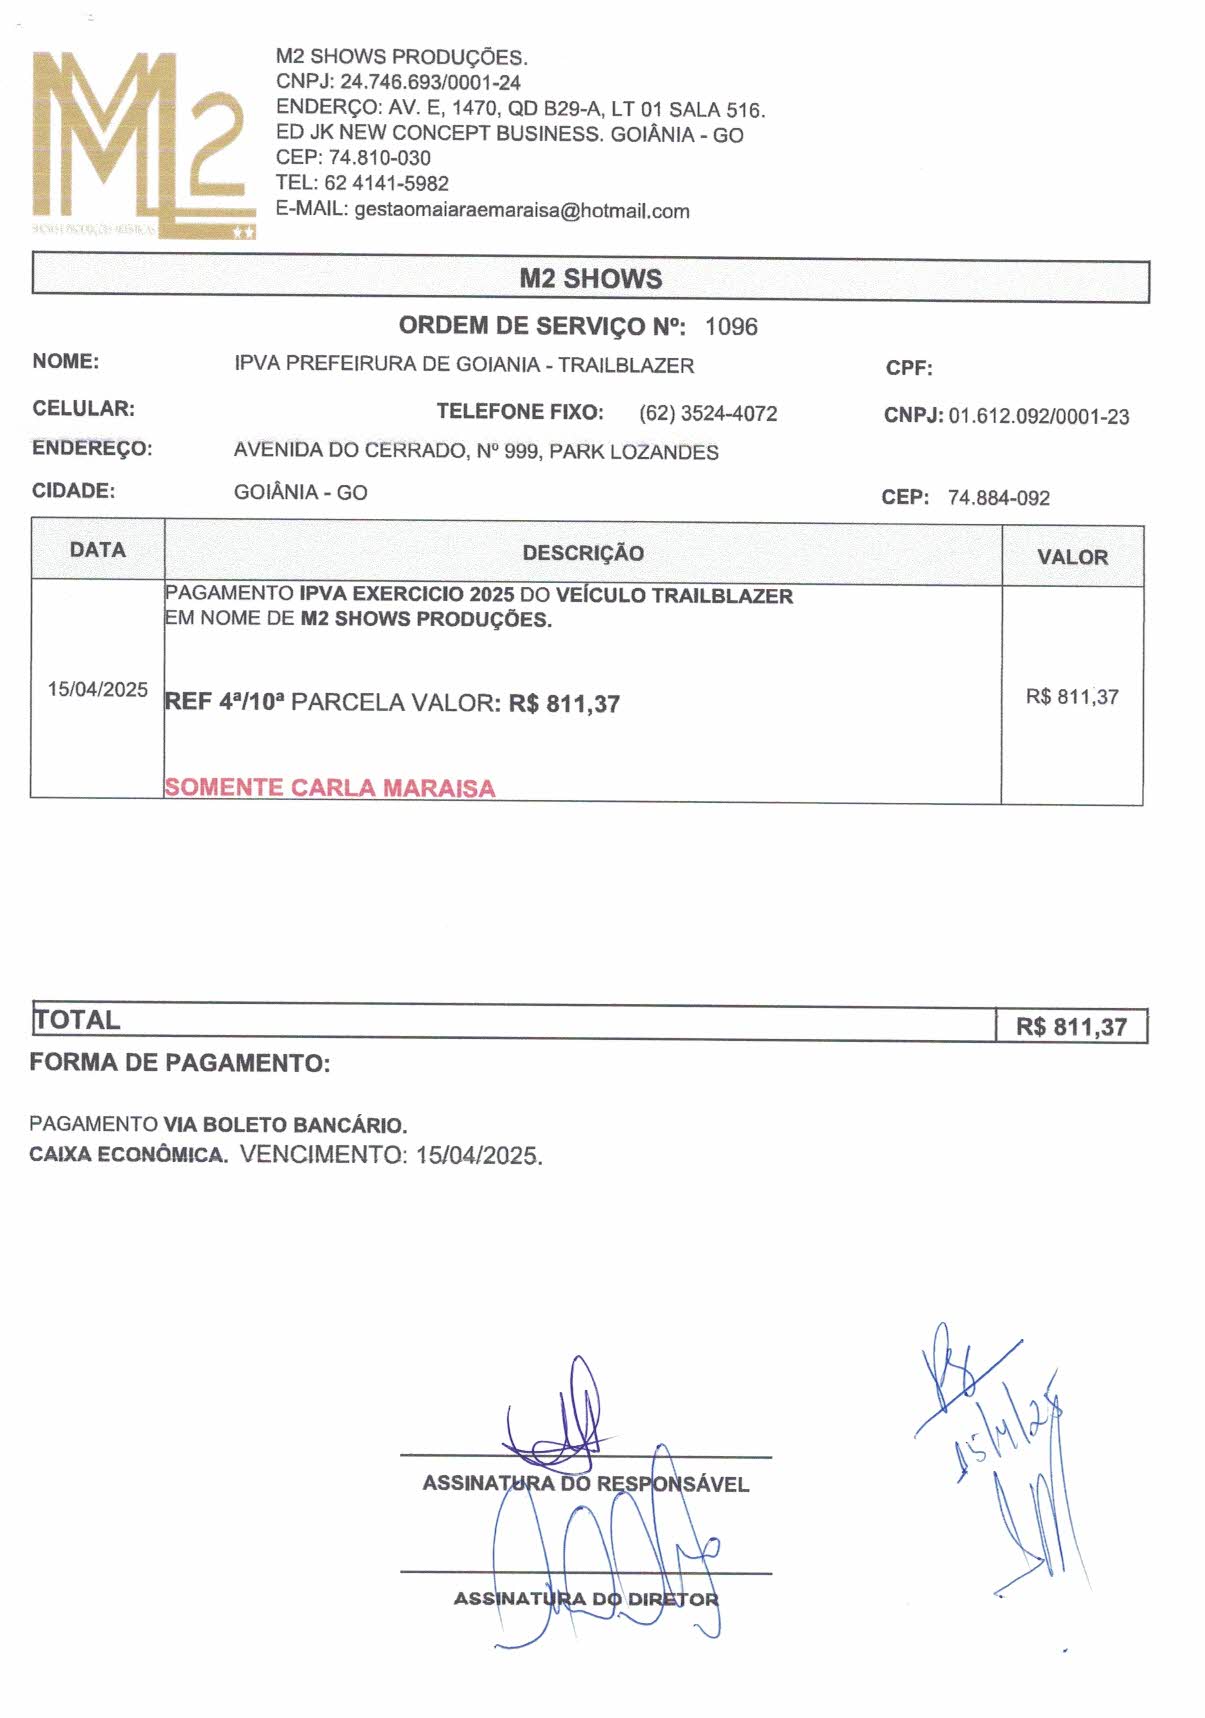 M2
SHOWS E PRODUÇÕES ARTÍSTICAS
M2 SHOWS PRODUÇÕES.
CNPJ: 24.746.693/0001-24
ENDERÇO: AV. E, 1470, QD B29-A, LT 01 SALA 516.
ED JK NEW CONCEPT BUSINESS. GOIÂNIA - GO
CEP: 74.810-030
TEL: 62 4141-5982
E-MAIL: gestaomaiaraemaraisa@hotmail.com
M2 SHOWS
ORDEM DE SERVIÇO Nº: 1096
NOME: IPVA PREFEIRURA DE GOIANIA - TRAILBLAZER CPF:
CELULAR: TELEFONE FIXO: (62) 3524-4072 CNPJ: 01.612.092/0001-23
ENDEREÇO: AVENIDA DO CERRADO, Nº 999, PARK LOZANDES
CIDADE: GOIÂNIA - GO CEP: 74.884-092
DATA DESCRIÇÃO VALOR
PAGAMENTO IPVA EXERCICIO 2025 DO VEÍCULO TRAILBLAZER
EM NOME DE M2 SHOWS PRODUÇÕES.
15/04/2025 REF 4ª/10ª PARCELA VALOR: R$ 811,37 R$ 811,37
SOMENTE CARLA MARAISA
TOTAL R$ 811,37
FORMA DE PAGAMENTO:
PAGAMENTO VIA BOLETO BANCÁRIO.
CAIXA ECONÔMICA. VENCIMENTO: 15/04/2025.
15/4/25
ASSINATURA DO RESPONSÁVEL
ASSINATURA DO DIRETOR